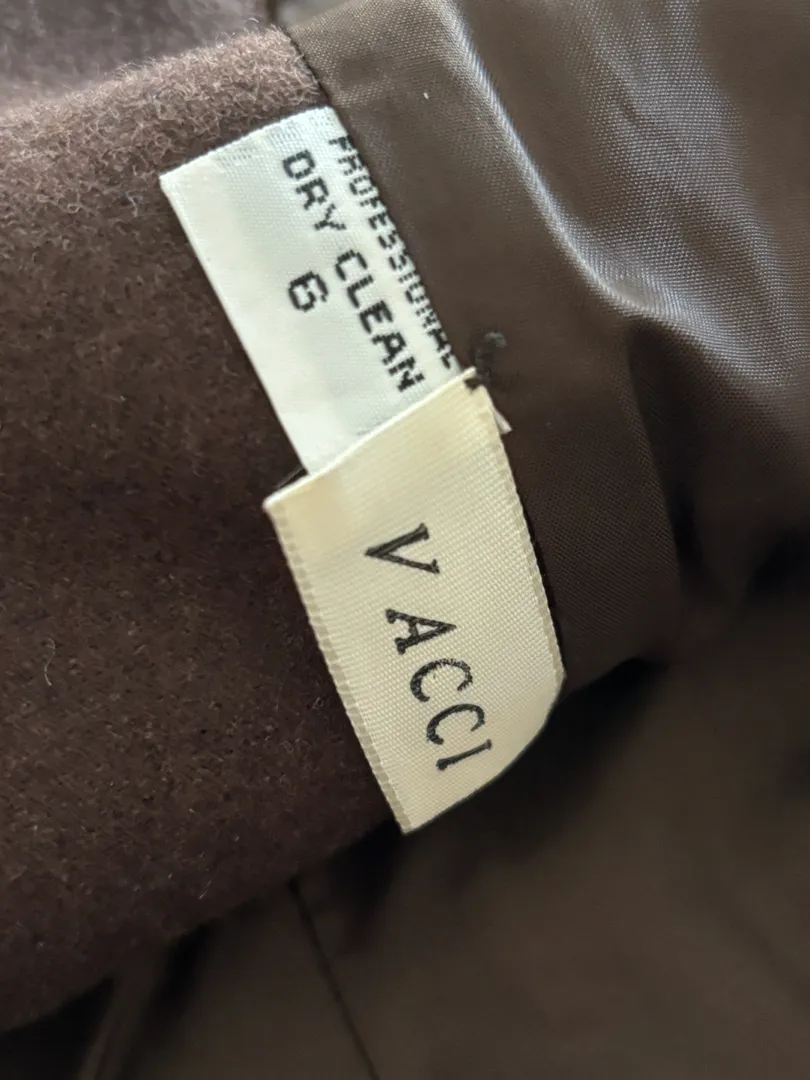 PROFESSIONAL
DRY CLEAN
6
VACCI